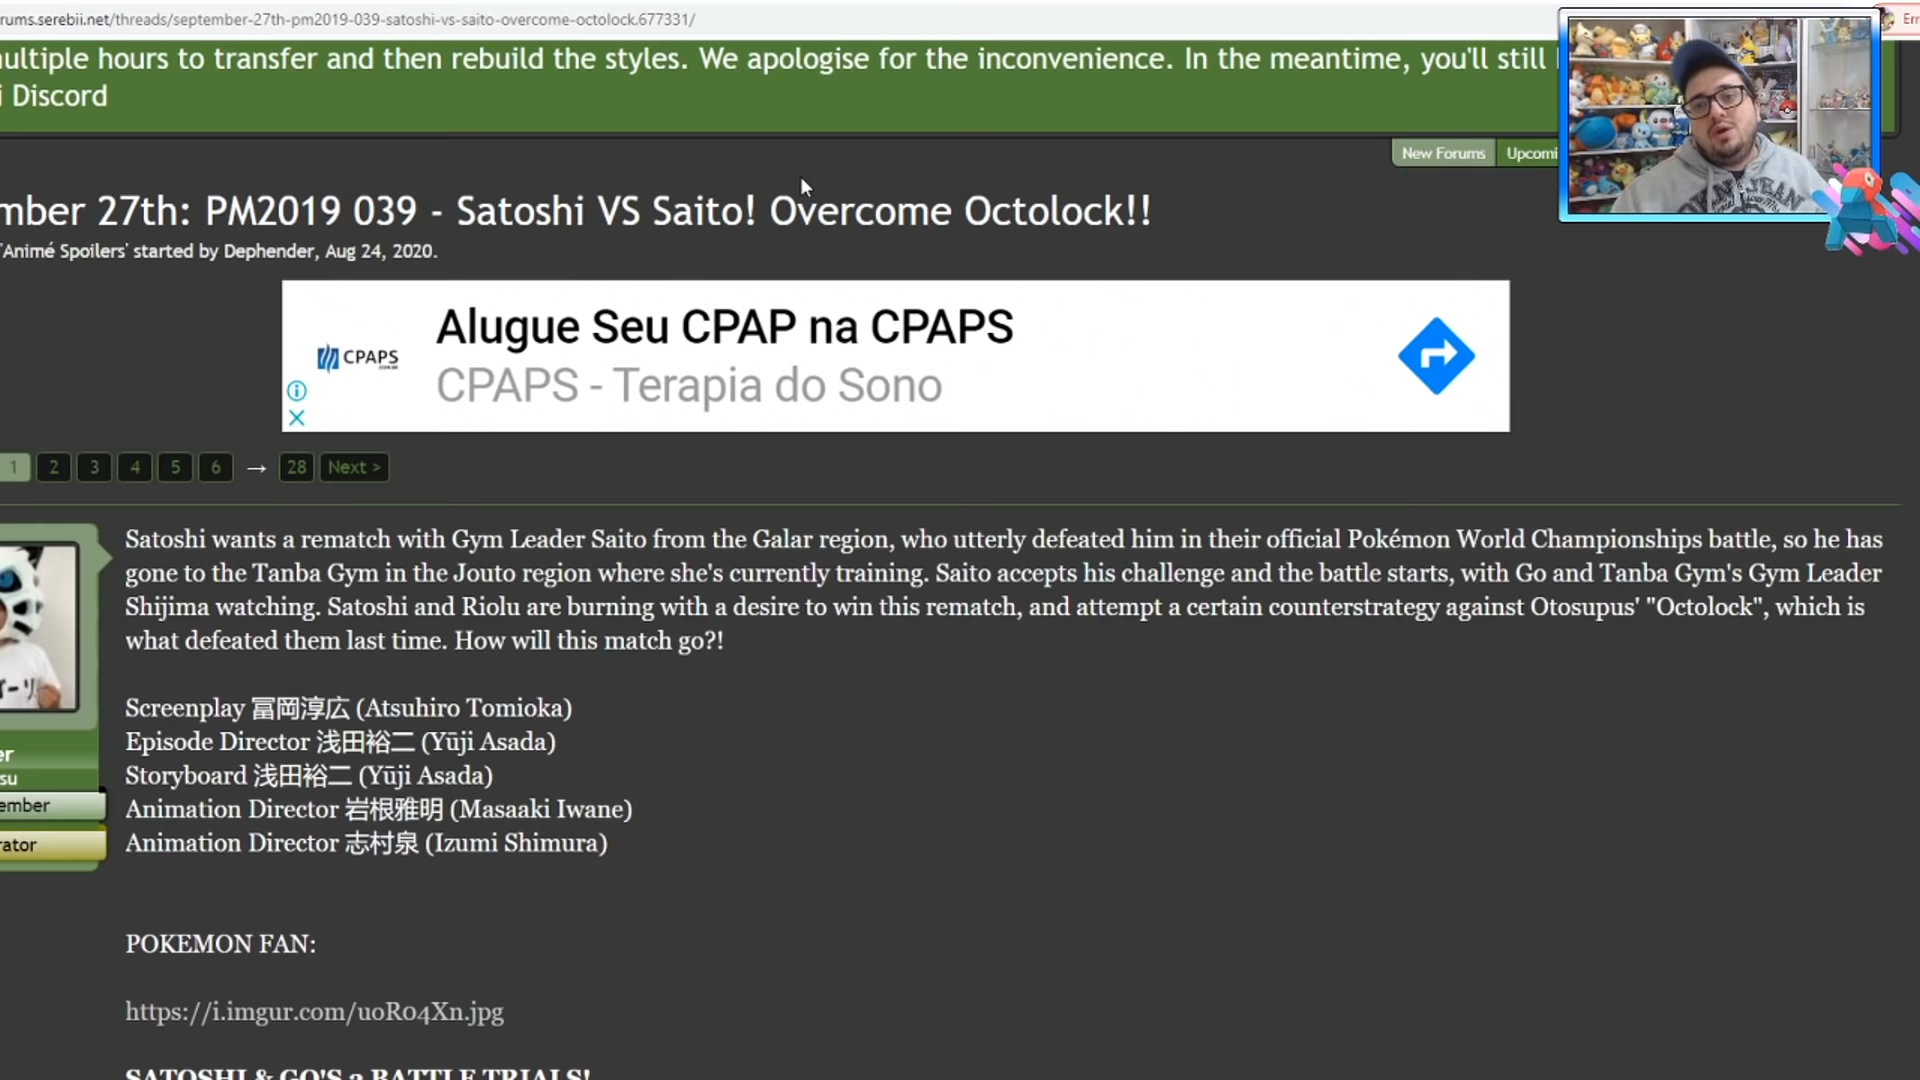 rums.serebii.net/threads/september-27th-pm2019-039-satoshi-vs-saito-overcome-octolock.677331/
Err
ultiple hours to transfer and then rebuild the styles. We apologise for the inconvenience. In the meantime, you'll still
i Discord
New Forums
Upcomi
mber 27th: PM2019 039 - Satoshi VS Saito! Overcome Octolock!!
'Animé Spoilers' started by Dephender, Aug 24, 2020.
CPAPS
Alugue Seu CPAP na CPAPS
CPAPS - Terapia do Sono
1 2 3 4 5 6 → 28 Next >
Satoshi wants a rematch with Gym Leader Saito from the Galar region, who utterly defeated him in their official Pokémon World Championships battle, so he has
gone to the Tanba Gym in the Jouto region where she's currently training. Saito accepts his challenge and the battle starts, with Go and Tanba Gym's Gym Leader
Shijima watching. Satoshi and Riolu are burning with a desire to win this rematch, and attempt a certain counterstrategy against Otosupus' "Octolock", which is
what defeated them last time. How will this match go?!
Screenplay 冨岡淳広 (Atsuhiro Tomioka)
Episode Director 浅田裕二 (Yūji Asada)
Storyboard 浅田裕二 (Yūji Asada)
Animation Director 岩根雅明 (Masaaki Iwane)
Animation Director 志村泉 (Izumi Shimura)
er
su
ember
rator
POKEMON FAN:
https://i.imgur.com/uoR04Xn.jpg
SATOSHI & GO'S 2 BATTLE TRIALS!